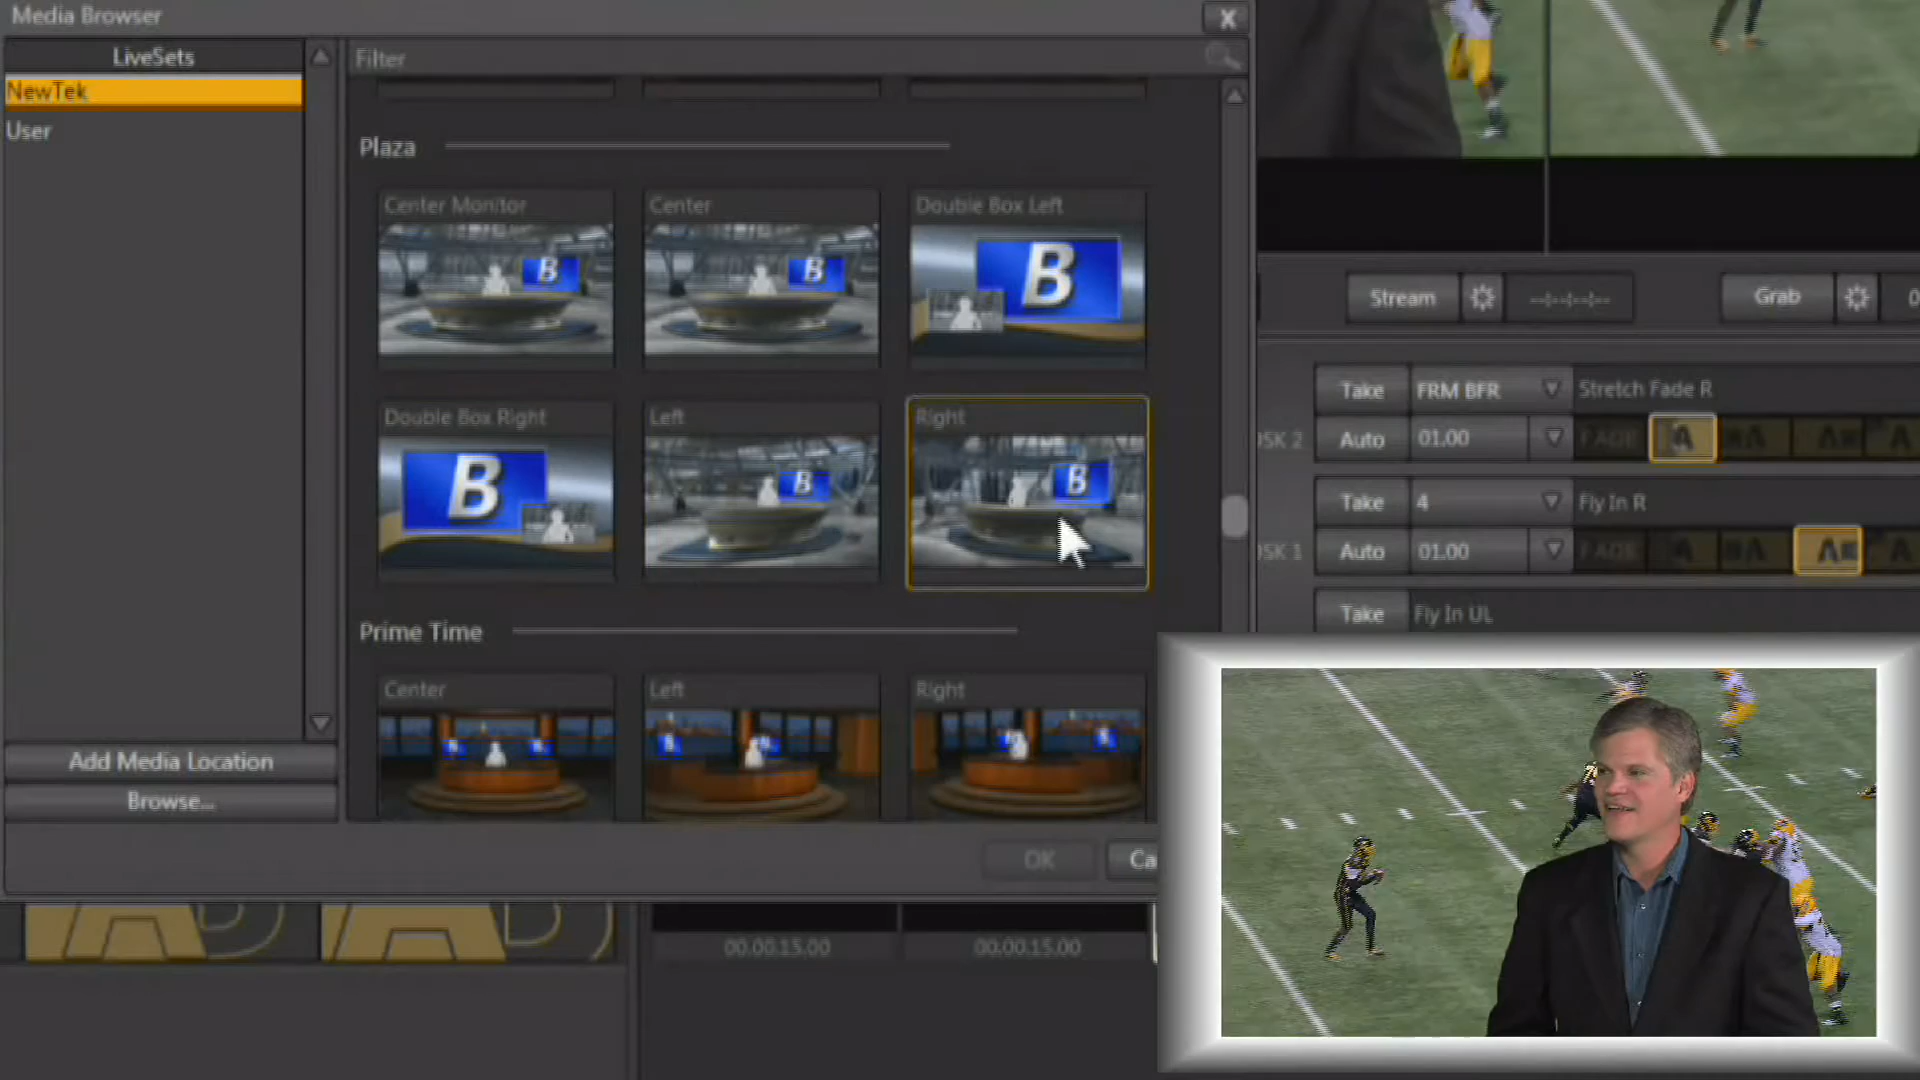 Media Browser
X
LiveSets
NewTek
User
Add Media Location
Browse...
Filter
Plaza
Center Monitor
Center
Double Box Left
B
B
B
Double Box Right
Left
Right
B
B
B
Prime Time
Center
Left
Right
OK
00.00.15.00
00.00.15.00
Stream
--:--:--:--
Grab
Take
FRM BFR
Stretch Fade R
Auto
01.00
FADE
A
Take
4
Fly In R
Auto
01.00
FADE
Take
Fly In UL